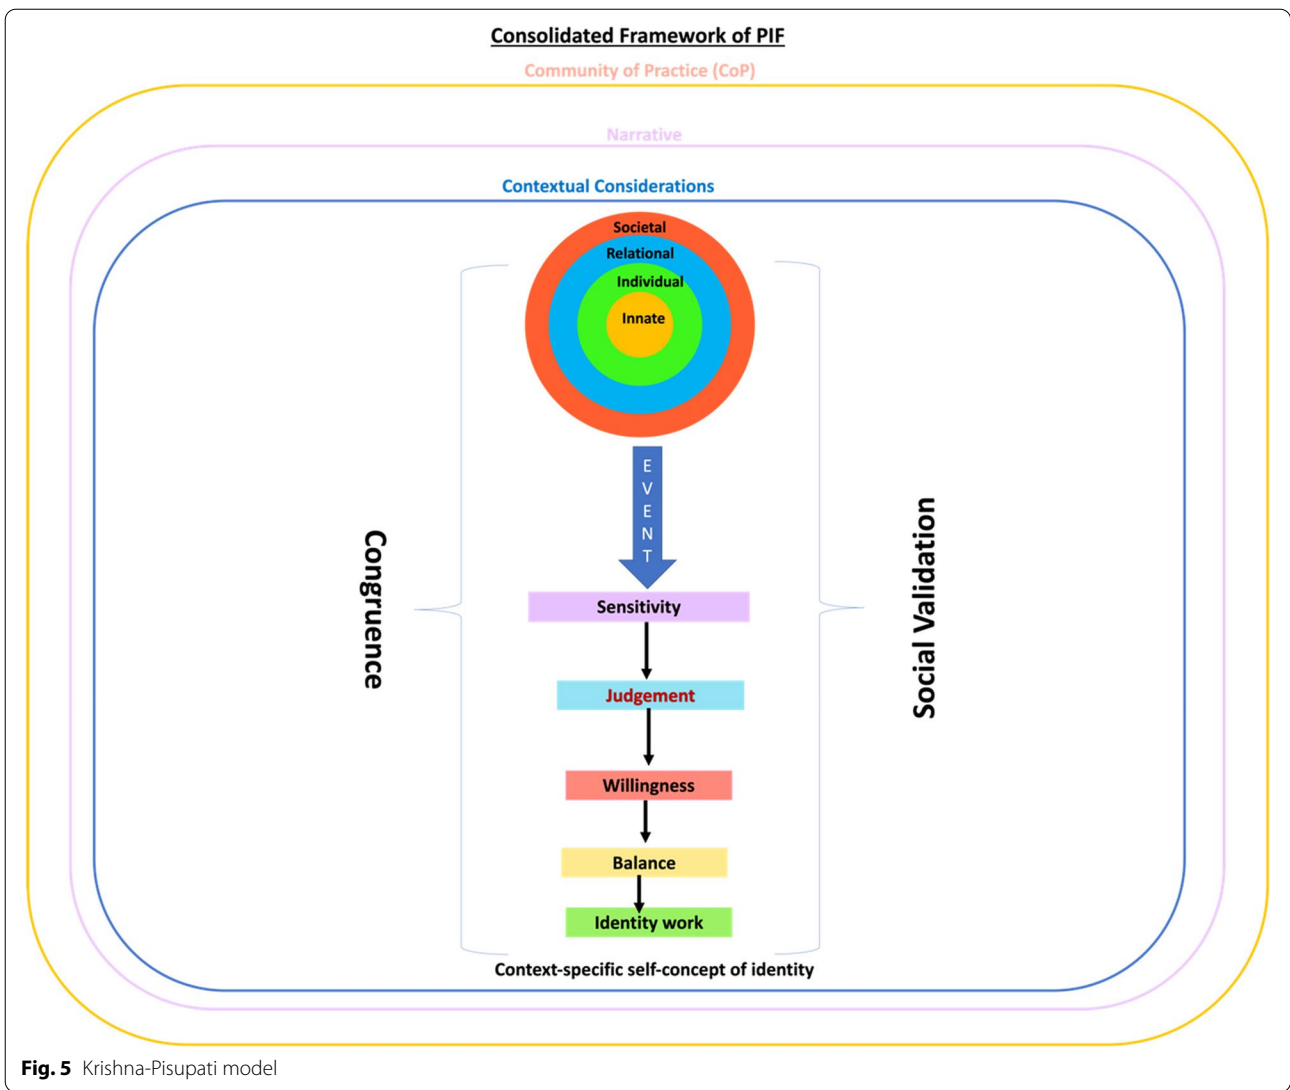 Consolidated Framework of PIF
Community of Practice (CoP)
Narrative
Contextual Considerations
Societal
Relational
Individual
Innate
EVENT
Congruence
Social Validation
Sensitivity
Judgement
Willingness
Balance
Identity work
Context-specific self-concept of identity
Fig. 5 Krishna-Pisupati model